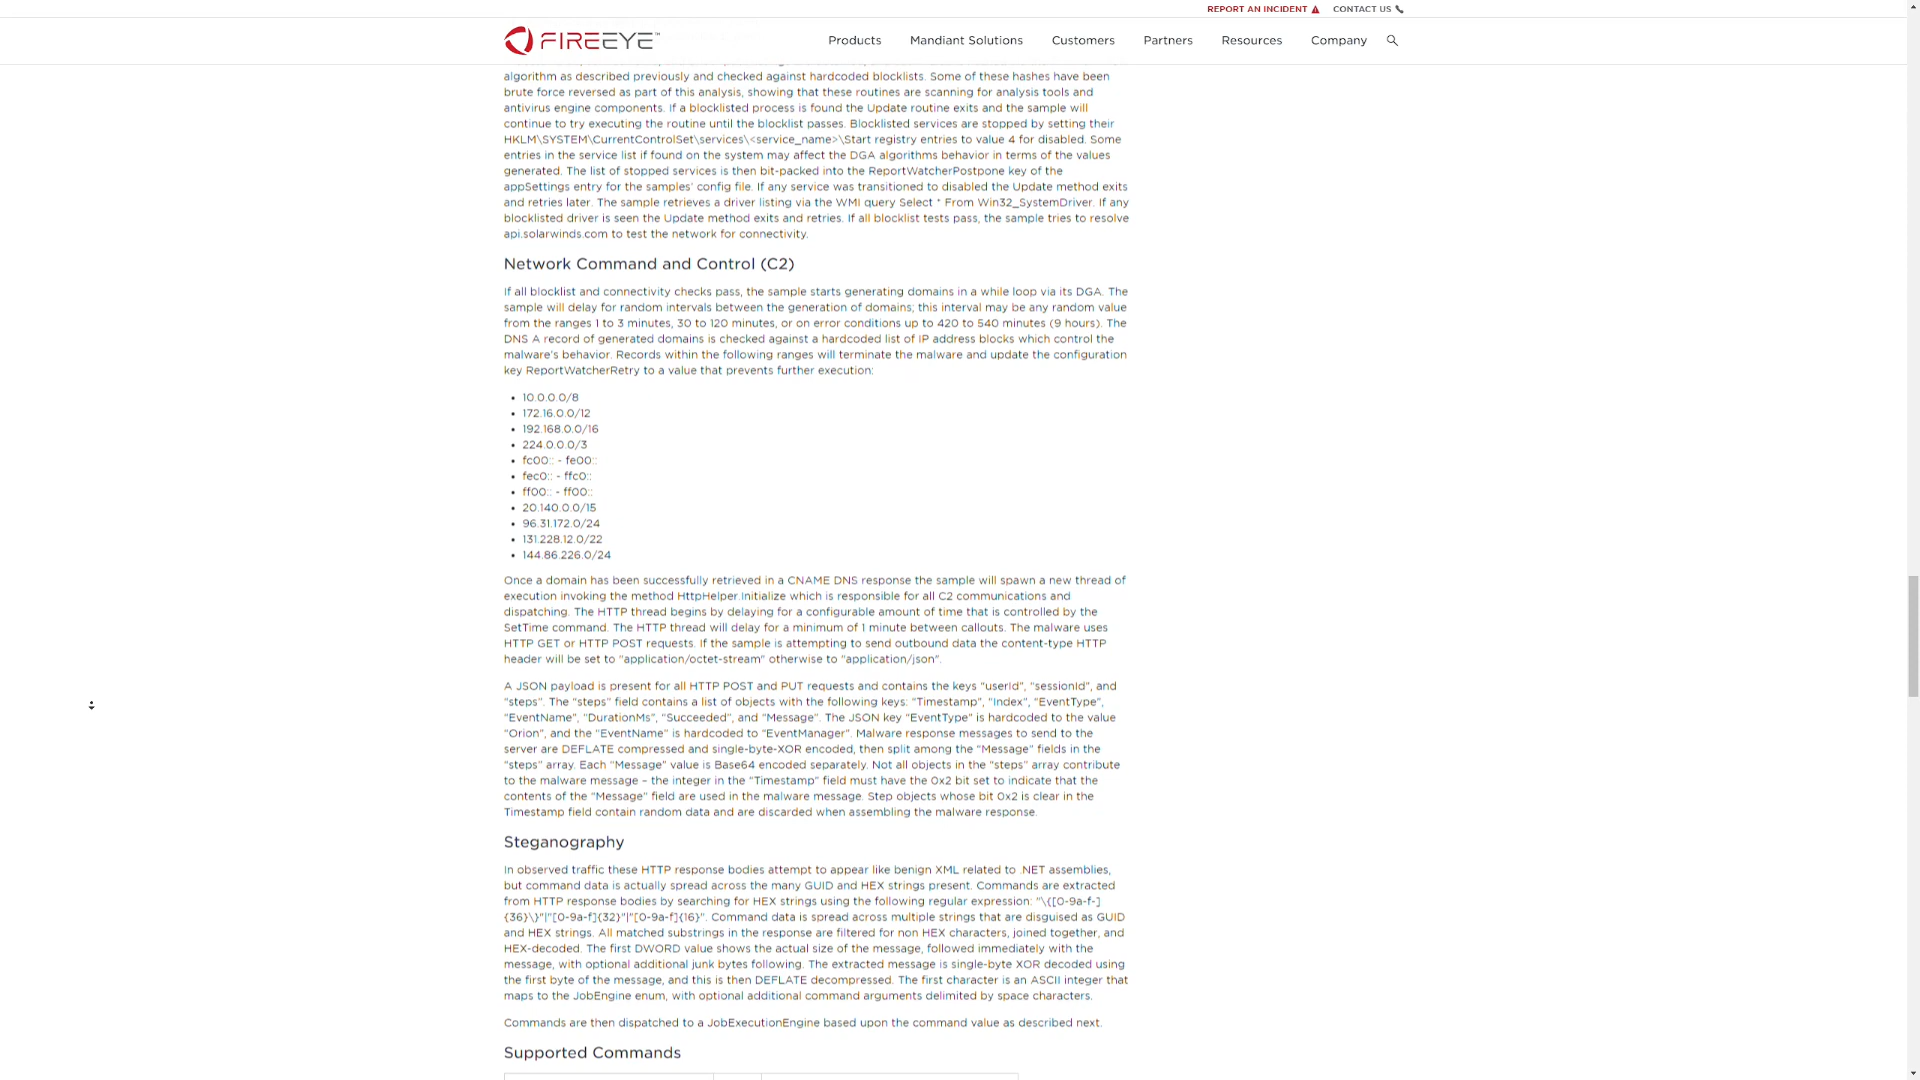 REPORT AN INCIDENT CONTACT US
FIREEYE™ Products Mandiant Solutions Customers Partners Resources Company
algorithm as described previously and checked against hardcoded blocklists. Some of these hashes have been
brute force reversed as part of this analysis, showing that these routines are scanning for analysis tools and
antivirus engine components. If a blocklisted process is found the Update routine exits and the sample will
continue to try executing the routine until the blocklist passes. Blocklisted services are stopped by setting their
HKLM\SYSTEM\CurrentControlSet\services\<service_name>\Start registry entries to value 4 for disabled. Some
entries in the service list if found on the system may affect the DGA algorithms behavior in terms of the values
generated. The list of stopped services is then bit-packed into the ReportWatcherPostpone key of the
appSettings entry for the samples' config file. If any service was transitioned to disabled the Update method exits
and retries later. The sample retrieves a driver listing via the WMI query Select * From Win32_SystemDriver. If any
blocklisted driver is seen the Update method exits and retries. If all blocklist tests pass, the sample tries to resolve
api.solarwinds.com to test the network for connectivity.
Network Command and Control (C2)
If all blocklist and connectivity checks pass, the sample starts generating domains in a while loop via its DGA. The
sample will delay for random intervals between the generation of domains; this interval may be any random value
from the ranges 1 to 3 minutes, 30 to 120 minutes, or on error conditions up to 420 to 540 minutes (9 hours). The
DNS A record of generated domains is checked against a hardcoded list of IP address blocks which control the
malware's behavior. Records within the following ranges will terminate the malware and update the configuration
key ReportWatcherRetry to a value that prevents further execution:
• 10.0.0.0/8
• 172.16.0.0/12
• 192.168.0.0/16
• 224.0.0.0/3
• fc00:: - fe00::
• fec0:: - ffc0::
• ff00:: - ff00::
• 20.140.0.0/15
• 96.31.172.0/24
• 131.228.12.0/22
• 144.86.226.0/24
Once a domain has been successfully retrieved in a CNAME DNS response the sample will spawn a new thread of
execution invoking the method HttpHelper.Initialize which is responsible for all C2 communications and
dispatching. The HTTP thread begins by delaying for a configurable amount of time that is controlled by the
SetTime command. The HTTP thread will delay for a minimum of 1 minute between callouts. The malware uses
HTTP GET or HTTP POST requests. If the sample is attempting to send outbound data the content-type HTTP
header will be set to "application/octet-stream" otherwise to "application/json".
A JSON payload is present for all HTTP POST and PUT requests and contains the keys "userId", "sessionId", and
"steps". The "steps" field contains a list of objects with the following keys: "Timestamp", "Index", "EventType",
"EventName", "DurationMs", "Succeeded", and "Message". The JSON key "EventType" is hardcoded to the value
"Orion", and the "EventName" is hardcoded to "EventManager". Malware response messages to send to the
server are DEFLATE compressed and single-byte-XOR encoded, then split among the "Message" fields in the
"steps" array. Each "Message" value is Base64 encoded separately. Not all objects in the "steps" array contribute
to the malware message – the integer in the "Timestamp" field must have the 0x2 bit set to indicate that the
contents of the "Message" field are used in the malware message. Step objects whose bit 0x2 is clear in the
Timestamp field contain random data and are discarded when assembling the malware response.
Steganography
In observed traffic these HTTP response bodies attempt to appear like benign XML related to .NET assemblies,
but command data is actually spread across the many GUID and HEX strings present. Commands are extracted
from HTTP response bodies by searching for HEX strings using the following regular expression: "\{[0-9a-f-]
{36}\}"|"[0-9a-f]{32}"|"[0-9a-f]{16}". Command data is spread across multiple strings that are disguised as GUID
and HEX strings. All matched substrings in the response are filtered for non HEX characters, joined together, and
HEX-decoded. The first DWORD value shows the actual size of the message, followed immediately with the
message, with optional additional junk bytes following. The extracted message is single-byte XOR decoded using
the first byte of the message, and this is then DEFLATE decompressed. The first character is an ASCII integer that
maps to the JobEngine enum, with optional additional command arguments delimited by space characters.
Commands are then dispatched to a JobExecutionEngine based upon the command value as described next.
Supported Commands